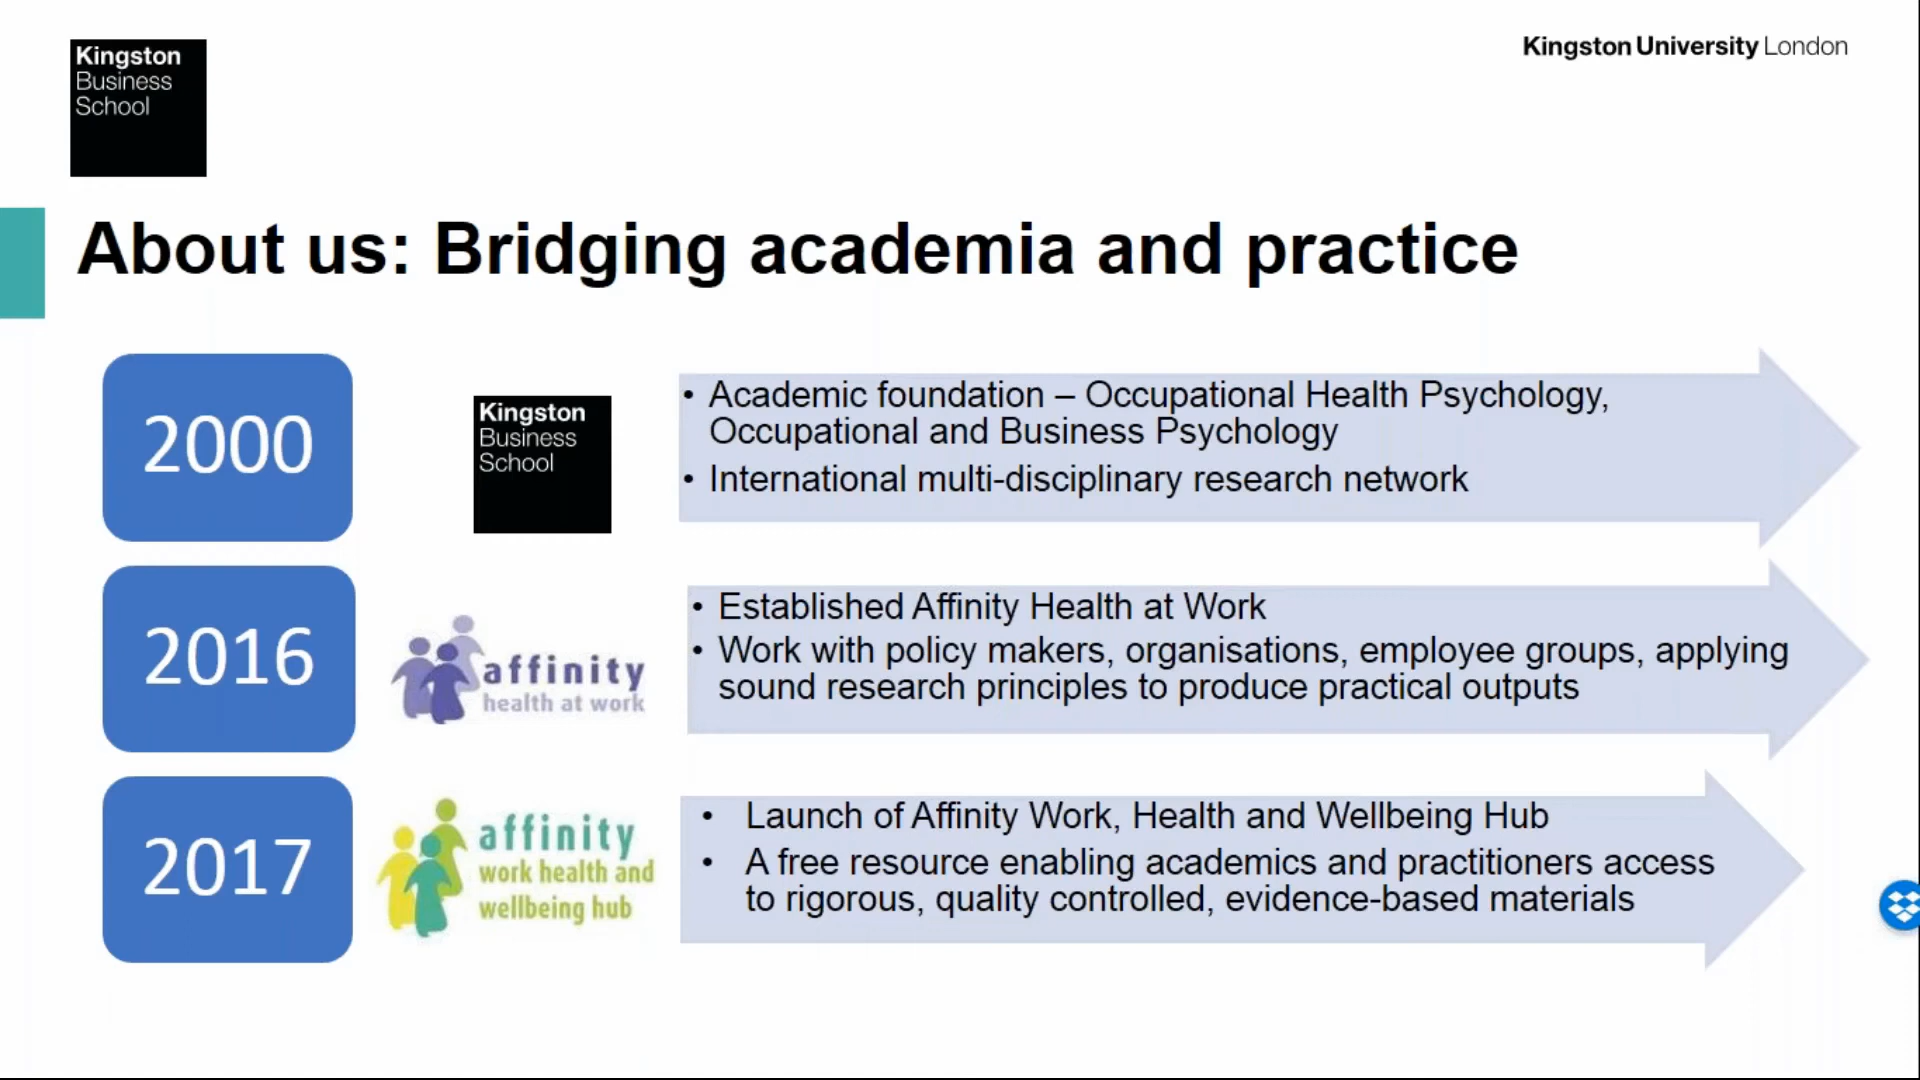 Kingston
Business
School
Kingston University London
About us: Bridging academia and practice
2000
Kingston
Business
School
• Academic foundation – Occupational Health Psychology,
Occupational and Business Psychology
• International multi-disciplinary research network
2016
affinity
health at work
• Established Affinity Health at Work
• Work with policy makers, organisations, employee groups, applying
sound research principles to produce practical outputs
2017
affinity
work health and
wellbeing hub
• Launch of Affinity Work, Health and Wellbeing Hub
• A free resource enabling academics and practitioners access
to rigorous, quality controlled, evidence-based materials